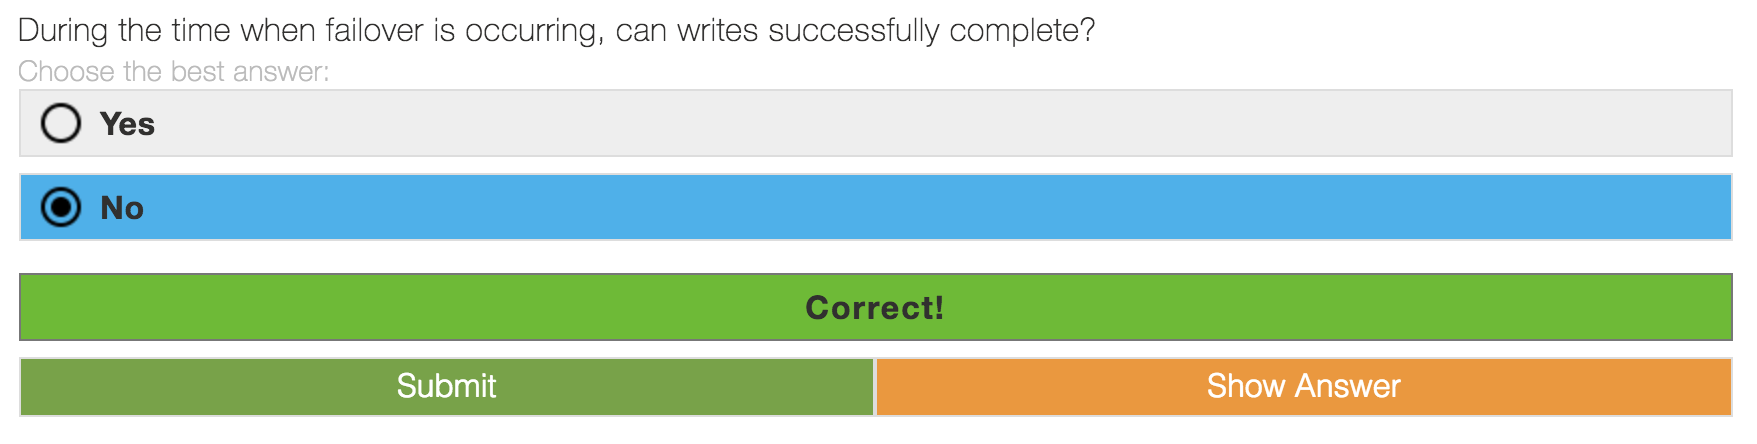 During the time when failover is occurring, can writes successfully complete?
Choose the best answer:
Yes
No
Correct!
Submit
Show Answer